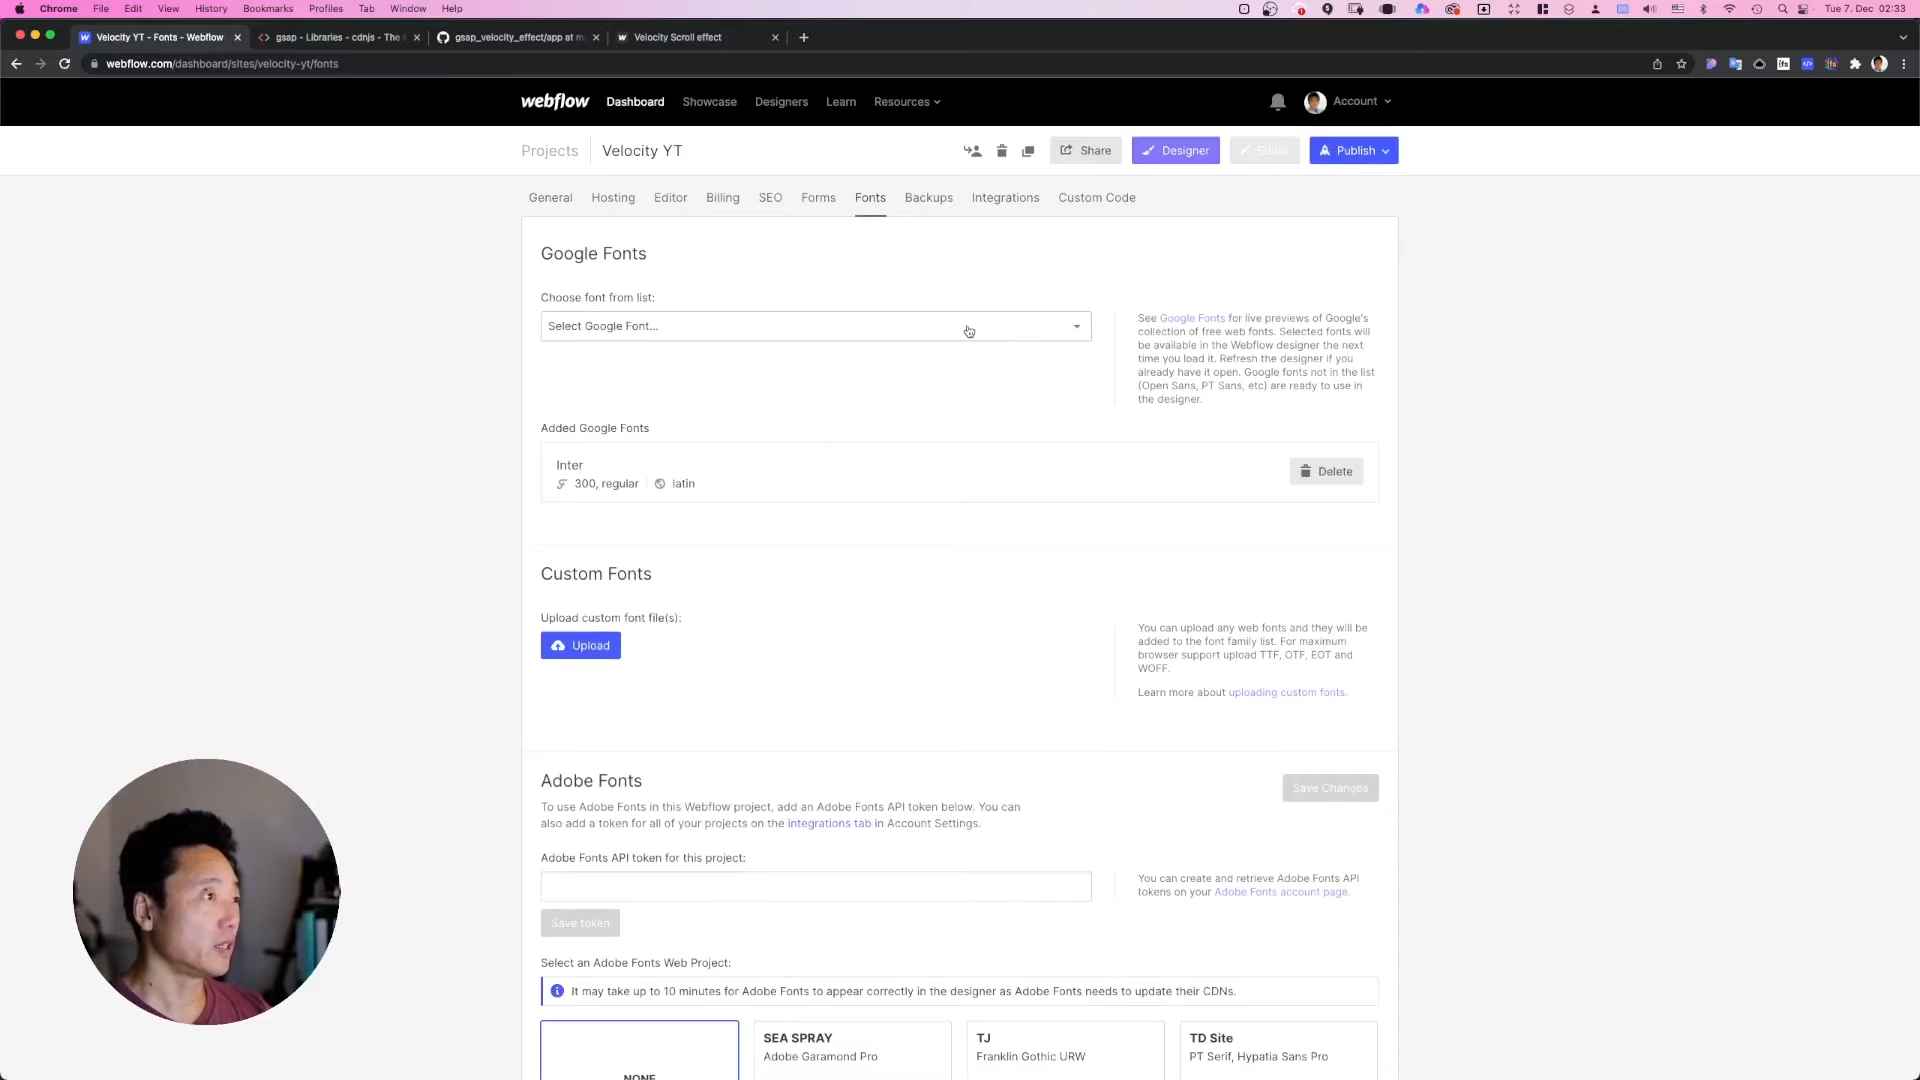 Chrome File Edit View History Bookmarks Profiles Tab Window Help Tue 7. Dec 02:33
Velocity YT - Fonts - Webflow gsap - Libraries - cdnjs - The gsap_velocity_effect/app at m Velocity Scroll effect
webflow.com/dashboard/sites/velocity-yt/fonts
webflow Dashboard Showcase Designers Learn Resources Account
Projects Velocity YT Share Designer Editor Publish
General Hosting Editor Billing SEO Forms Fonts Backups Integrations Custom Code
Google Fonts
Choose font from list:
Select Google Font...
See Google Fonts for live previews of Google's
collection of free web fonts. Selected fonts will
be available in the Webflow designer the next
time you load it. Refresh the designer if you
already have it open. Google fonts not in the list
(Open Sans, PT Sans, etc) are ready to use in
the designer.
Added Google Fonts
Inter
300, regular latin
Delete
Custom Fonts
Upload custom font file(s):
Upload
You can upload any web fonts and they will be
added to the font family list. For maximum
browser support upload TTF, OTF, EOT and
WOFF.
Learn more about uploading custom fonts.
Adobe Fonts
Save Changes
To use Adobe Fonts in this Webflow project, add an Adobe Fonts API token below. You can
also add a token for all of your projects on the integrations tab in Account Settings.
Adobe Fonts API token for this project:
You can create and retrieve Adobe Fonts API
tokens on your Adobe Fonts account page.
Save token
Select an Adobe Fonts Web Project:
It may take up to 10 minutes for Adobe Fonts to appear correctly in the designer as Adobe Fonts needs to update their CDNs.
NONE
SEA SPRAY
Adobe Garamond Pro
TJ
Franklin Gothic URW
TD Site
PT Serif, Hypatia Sans Pro